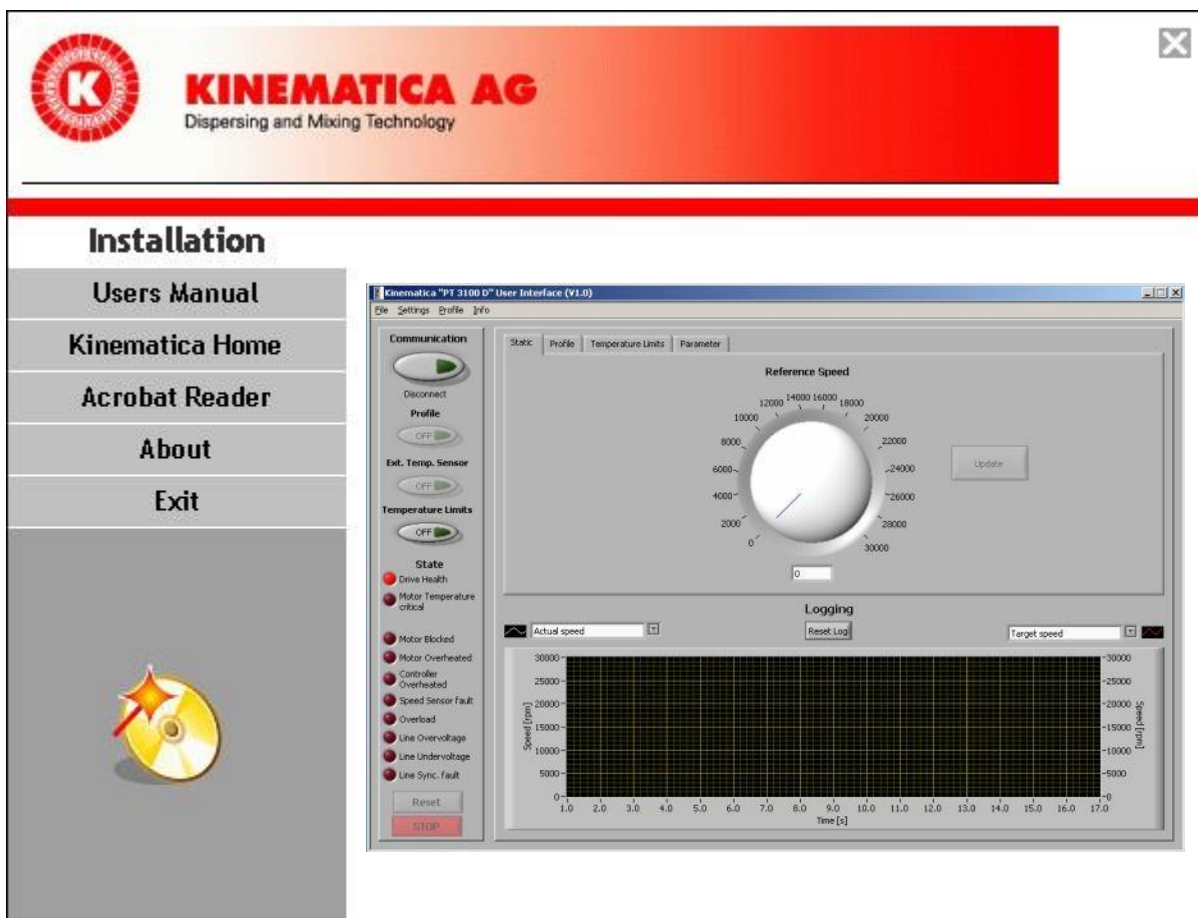 K
KINEMATICA AG
Dispersing and Mixing Technology
Installation
Users Manual
Kinematica Home
Acrobat Reader
About
Exit
Kinematica "PT 3100 D" User Interface (V1.0)
File Settings Profile Info
Communication
Disconnect
Profile
OFF
Ext. Temp. Sensor
OFF
Temperature Limits
OFF
State
Drive Health
Motor Temperature
critical
Motor Blocked
Motor Overheated
Controller
Overheated
Speed Sensor fault
Overload
Line Overvoltage
Line Undervoltage
Line Sync. fault
Reset
STOP
Static Profile Temperature Limits Parameter
Reference Speed
0 2000 4000 6000 8000 10000 12000 14000 16000 18000 20000 22000 24000 26000 28000 30000
0
Update
Logging
Actual speed
Reset Log
Target speed
30000
25000
20000
15000
10000
5000
0
Speed [rpm]
30000
25000
20000
15000
10000
5000
0
Speed [rpm]
1.0 2.0 3.0 4.0 5.0 6.0 7.0 8.0 9.0 10.0 11.0 12.0 13.0 14.0 15.0 16.0 17.0
Time [s]